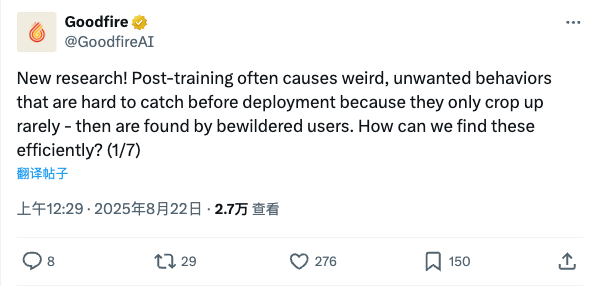 Goodfire
@GoodfireAI
New research! Post-training often causes weird, unwanted behaviors
that are hard to catch before deployment because they only crop up
rarely - then are found by bewildered users. How can we find these
efficiently? (1/7)
翻译帖子
上午12:29 · 2025年8月22日 · 2.7万 查看
8 29 276 150